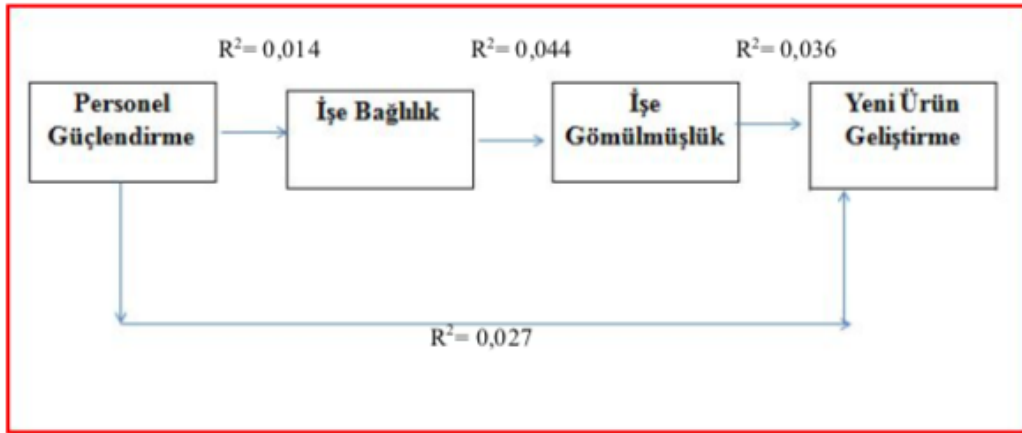 R²= 0,014
R²= 0,044
R²= 0,036
Personel
Güçlendirme
İşe Bağlılık
İşe
Gömülmüşlük
Yeni Ürün
Geliştirme
R²= 0,027